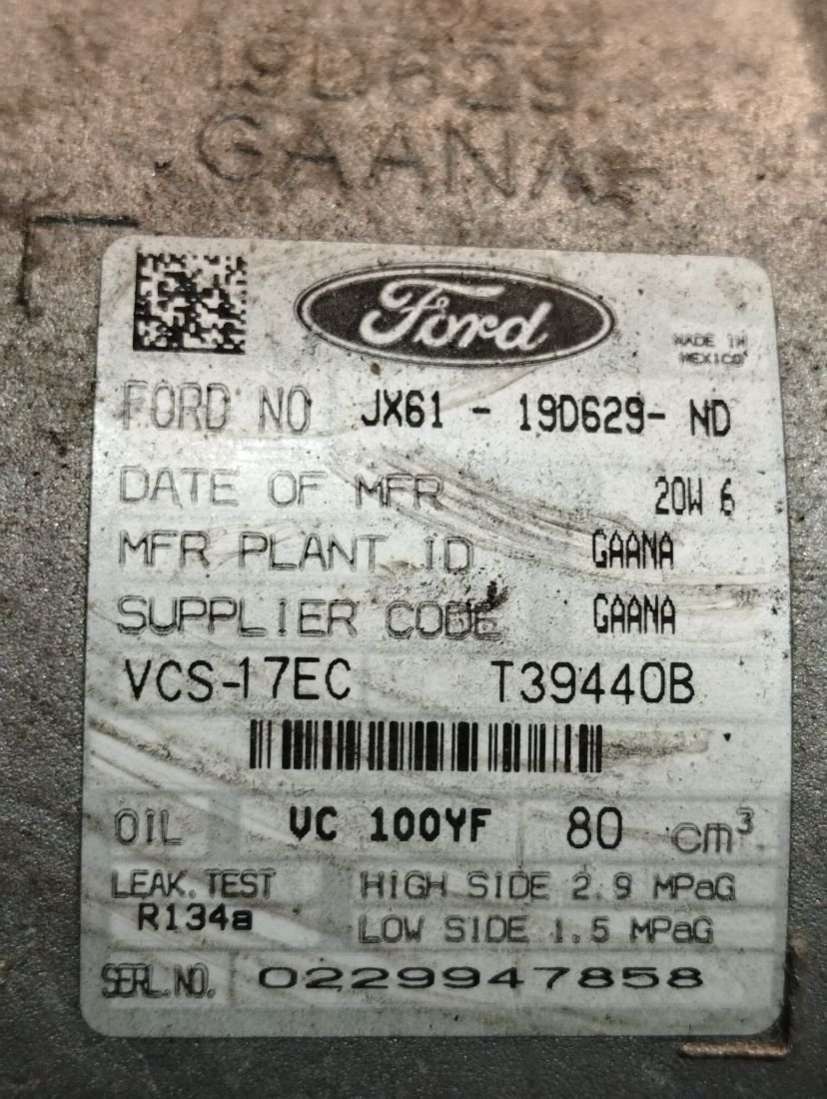 19D629
GAANA
Ford
MADE IN
MEXICO
FORD NO JX61 - 19D629- ND
DATE OF MFR 20W 6
MFR PLANT ID GAANA
SUPPLIER CODE GAANA
VCS-17EC T39440B
OIL VC 100YF 80 cm³
LEAK. TEST HIGH SIDE 2.9 MPaG
R134a LOW SIDE 1.5 MPaG
SERL.NO. 0229947858